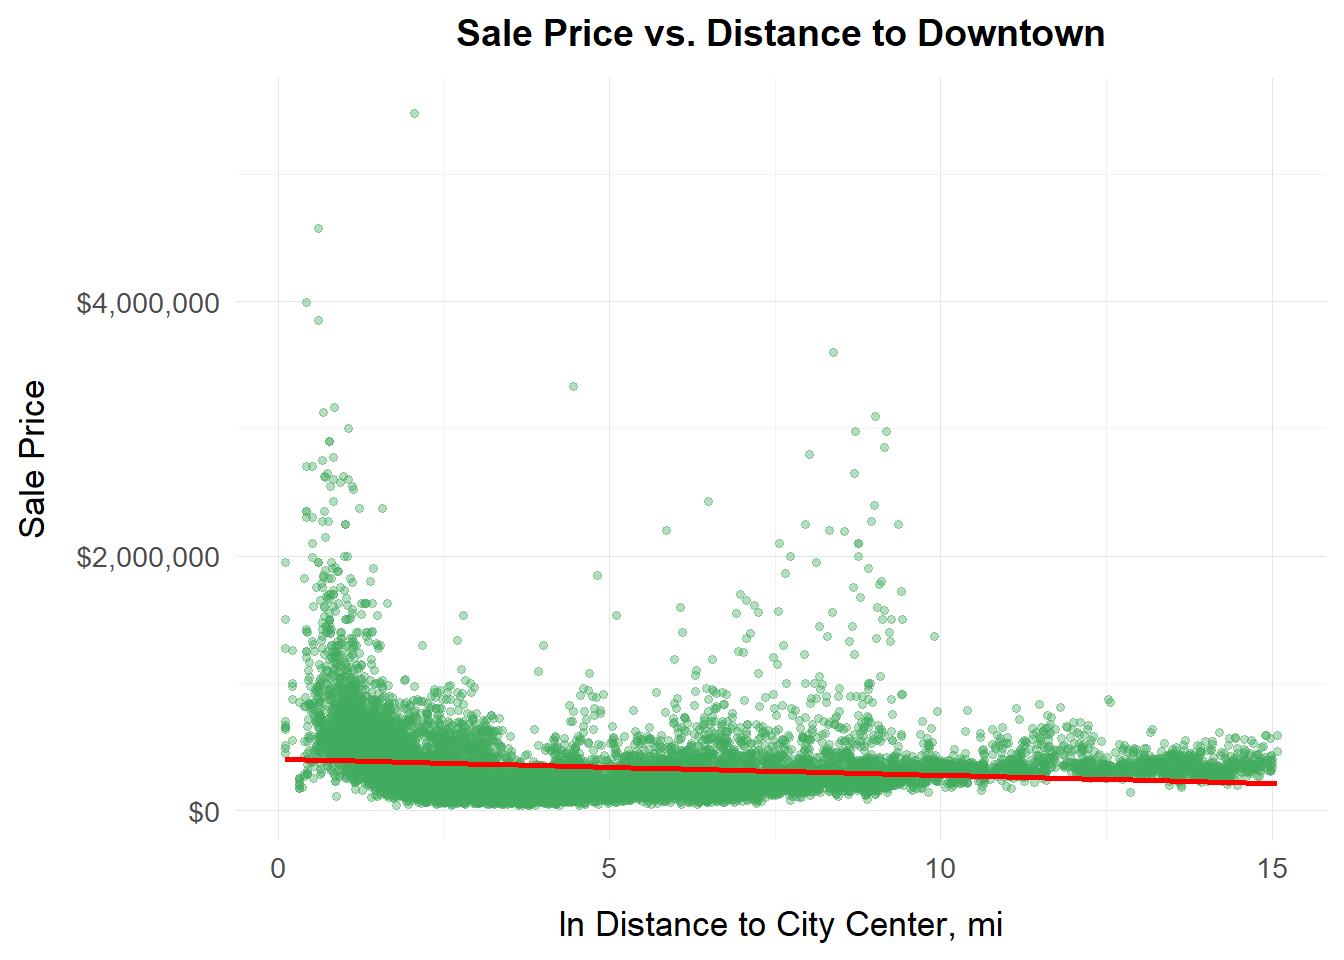 Sale Price vs. Distance to Downtown
Sale Price
$4,000,000
$2,000,000
$0
0 5 10 15
ln Distance to City Center, mi